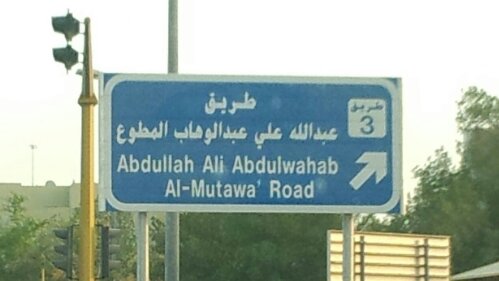 طريق
عبدالله علي عبدالوهاب المطوع
Abdullah Ali Abdulwahab
Al-Mutawa' Road
طريق
3